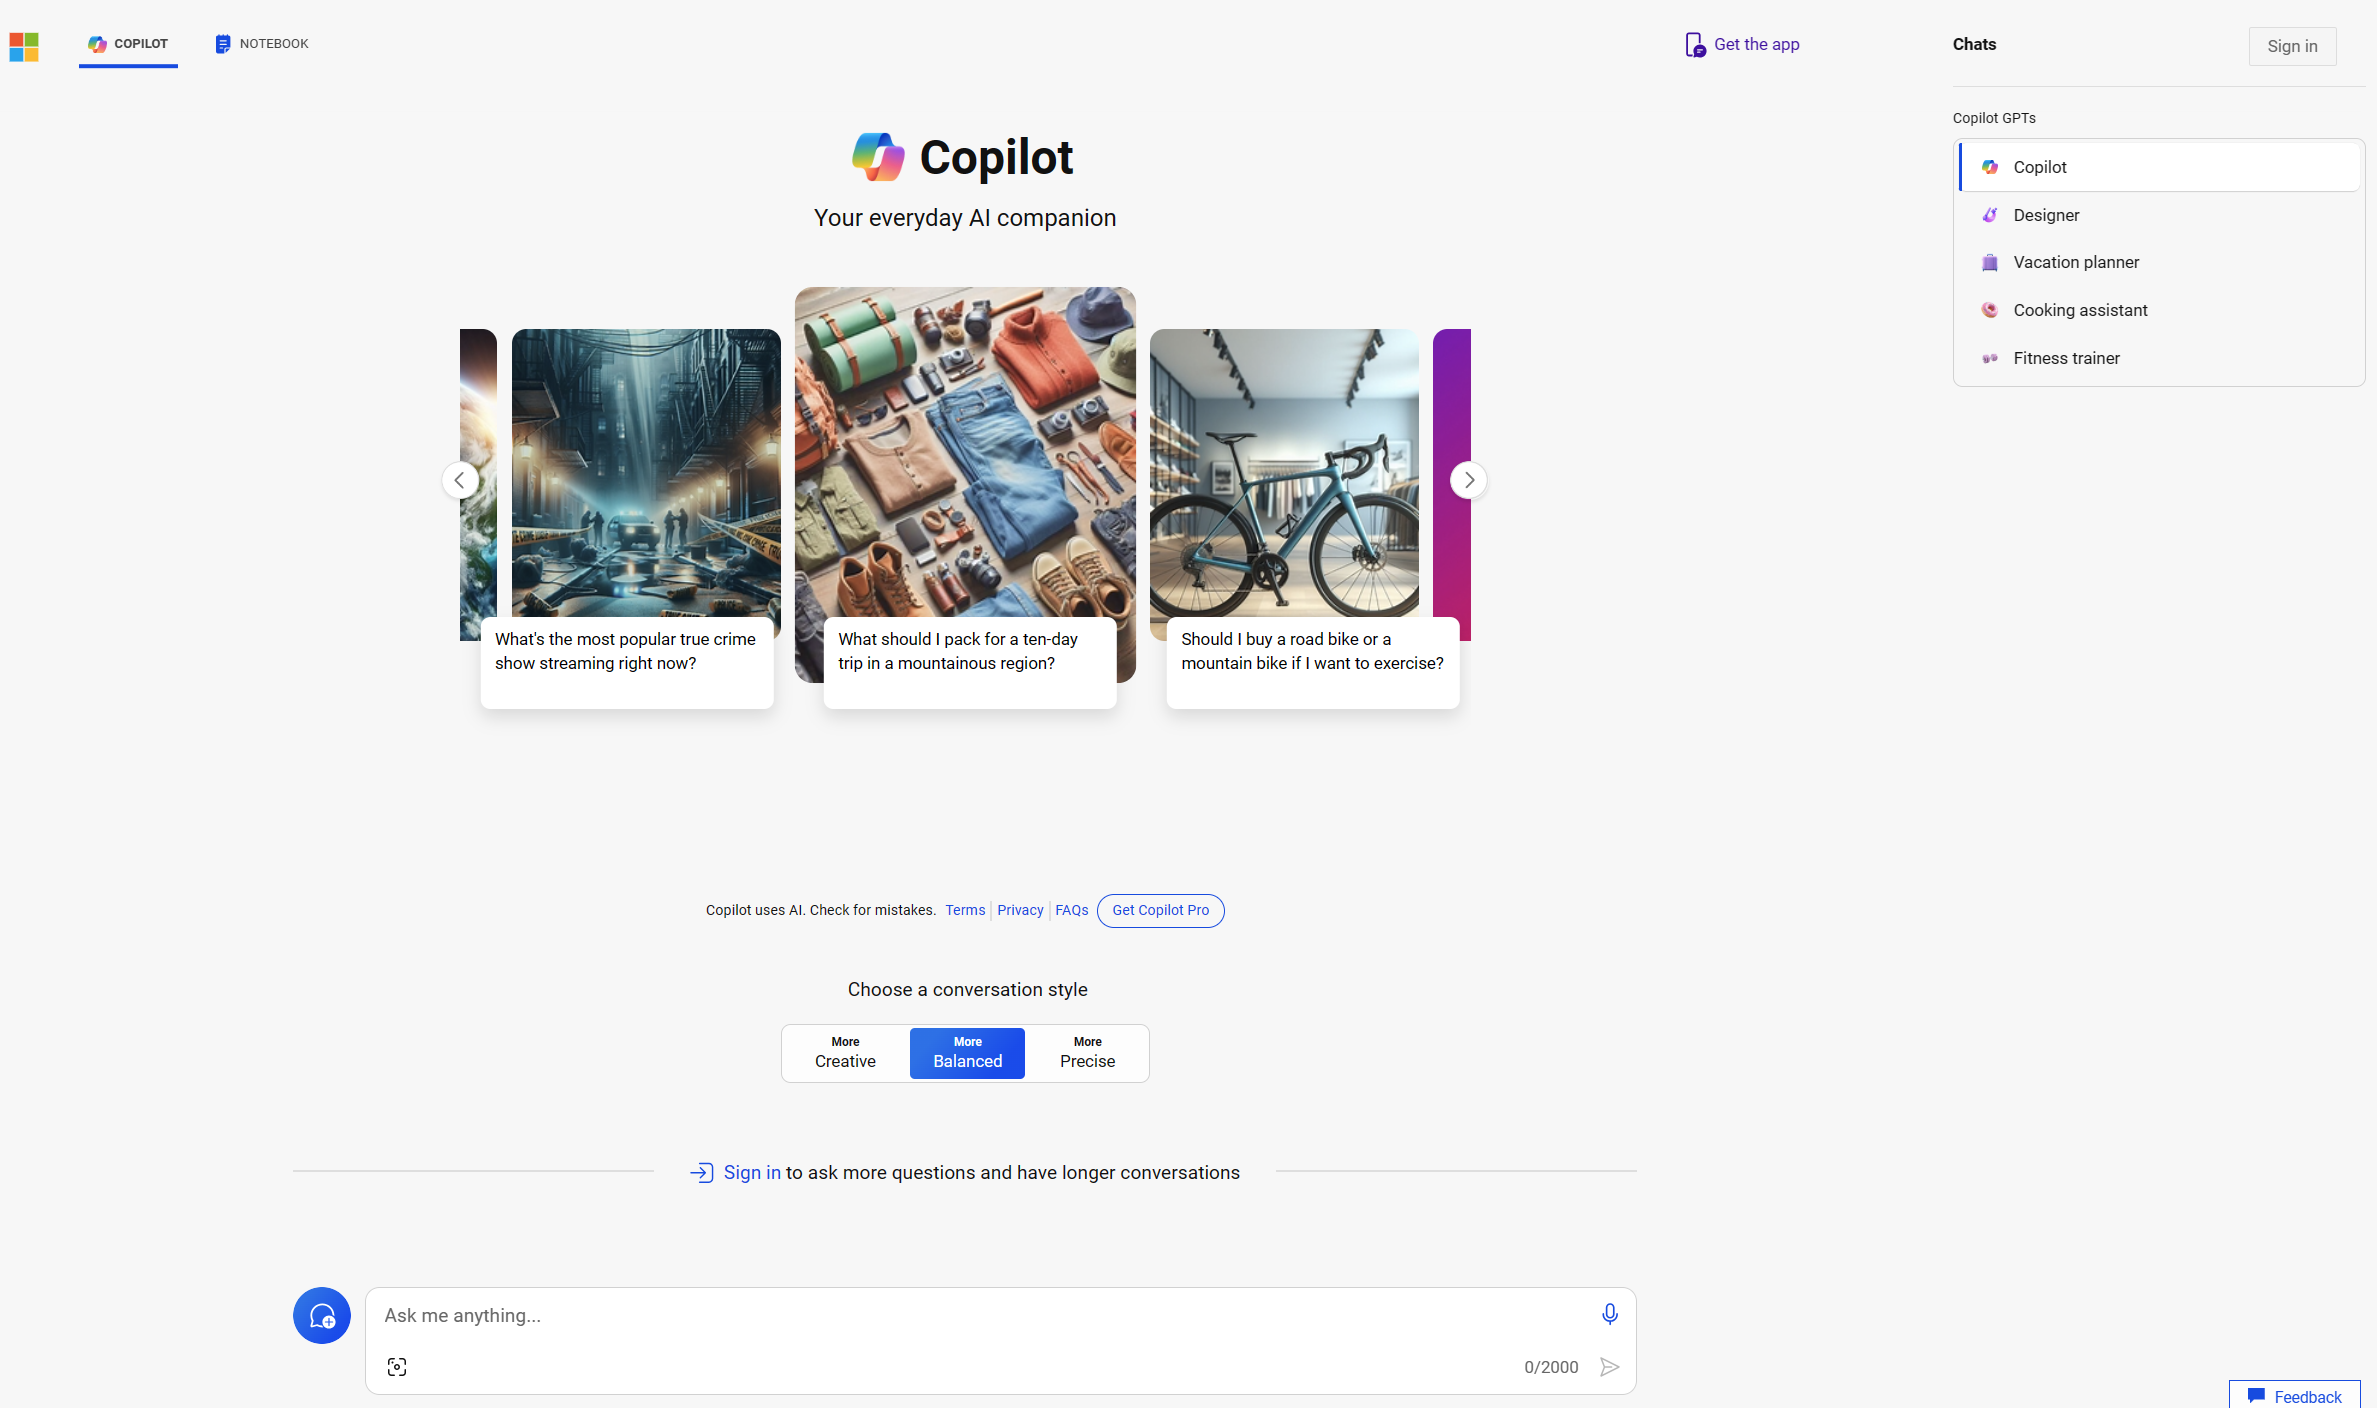 COPILOT
NOTEBOOK
Get the app
Chats
Sign in
Copilot
Your everyday AI companion
Copilot GPTs
Copilot
Designer
Vacation planner
Cooking assistant
Fitness trainer
What's the most popular true crime
show streaming right now?
What should I pack for a ten-day
trip in a mountainous region?
Should I buy a road bike or a
mountain bike if I want to exercise?
Copilot uses AI. Check for mistakes. Terms Privacy FAQs Get Copilot Pro
Choose a conversation style
More
Creative
More
Balanced
More
Precise
Sign in to ask more questions and have longer conversations
Ask me anything...
0/2000
Feedback